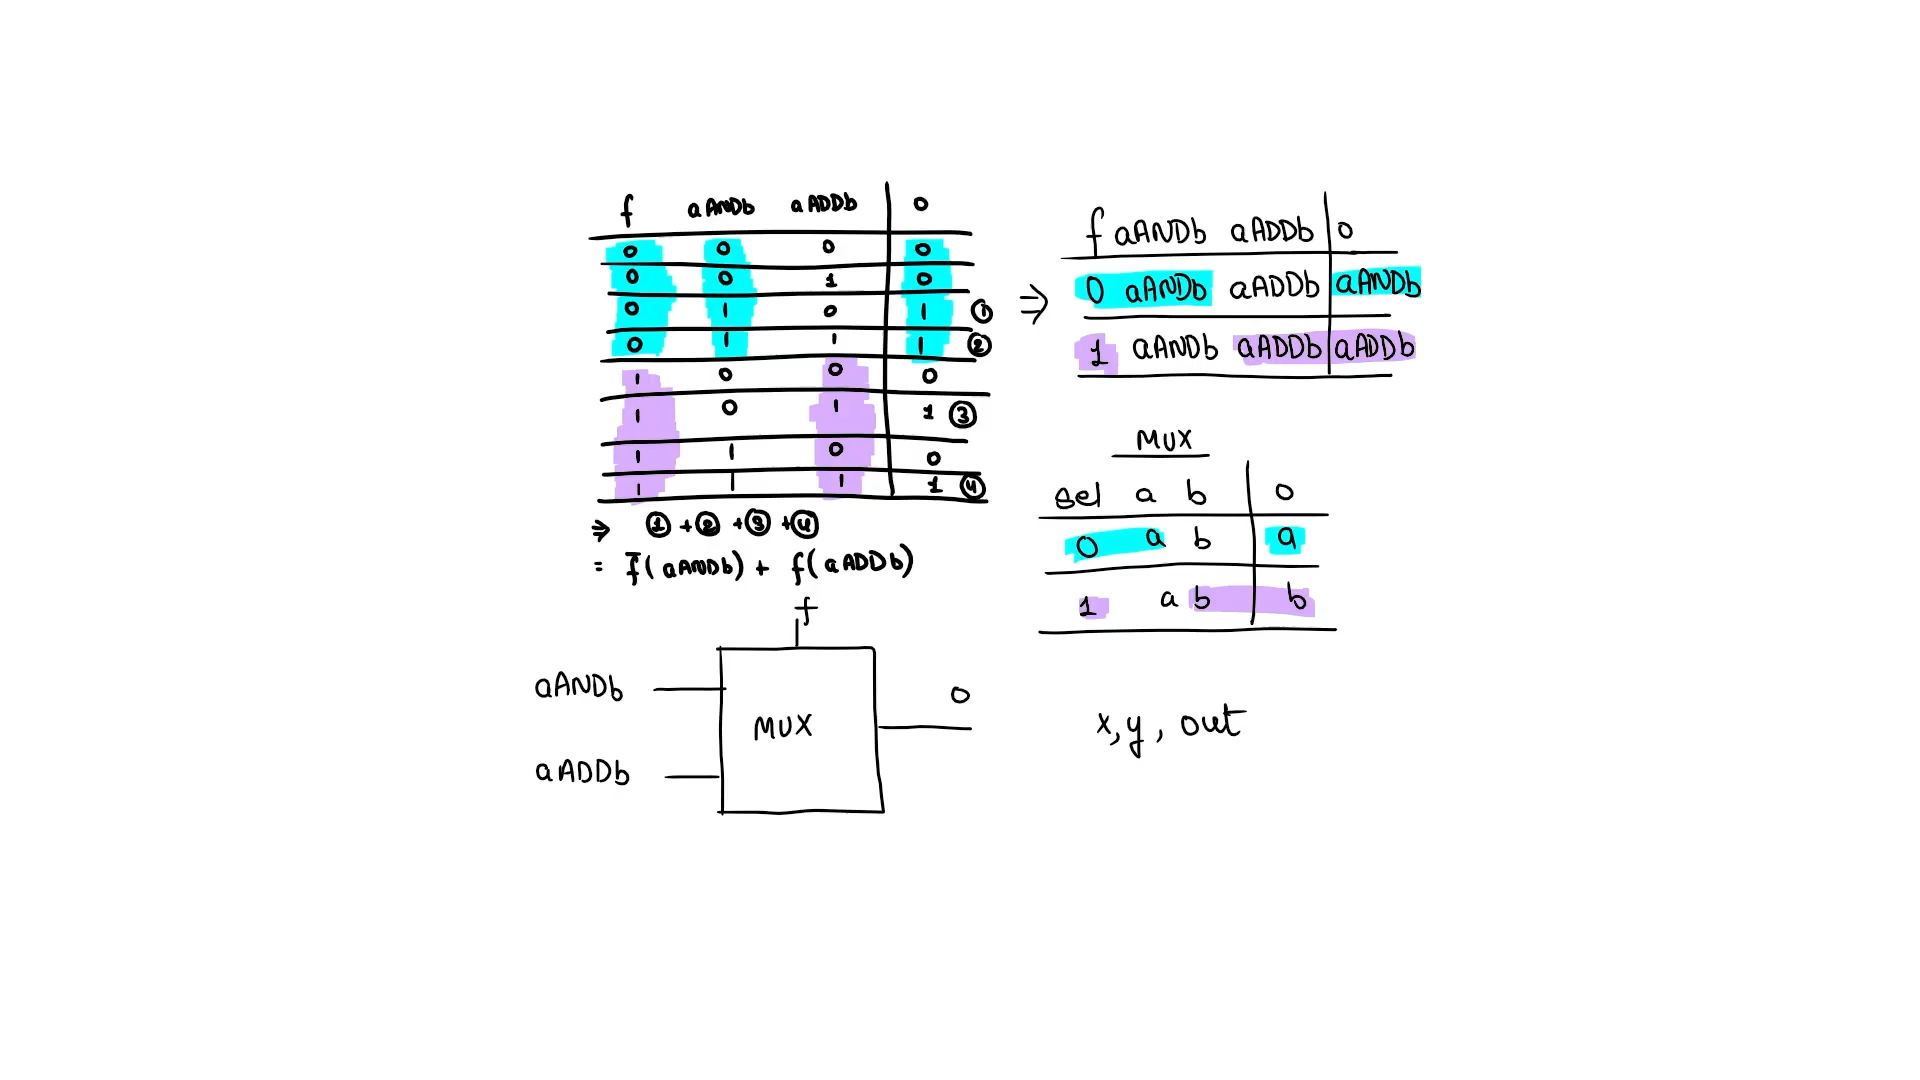 f aANDb aADDb 0
0 0 0 0
0 0 1 0
0 1 0 1 ①
0 1 1 1 ②
1 0 0 0
1 0 1 1 ③
1 1 0 0
1 1 1 1 ④
⇒ ① + ② + ③ + ④
= f̅(aANDb) + f(aADDb)
f
aANDb
MUX
0
aADDb
⇒
f aANDb aADDb 0
0 aANDb aADDb aANDb
1 aANDb aADDb aADDb
MUX
sel a b 0
0 a b a
1 a b b
x, y, out